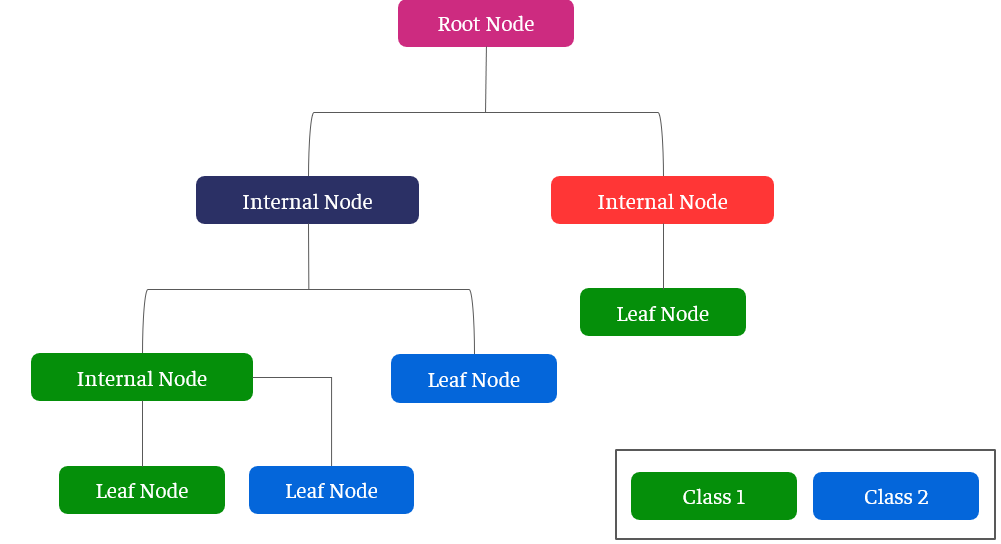 Root Node
Internal Node
Internal Node
Leaf Node
Internal Node
Leaf Node
Leaf Node
Leaf Node
Class 1
Class 2